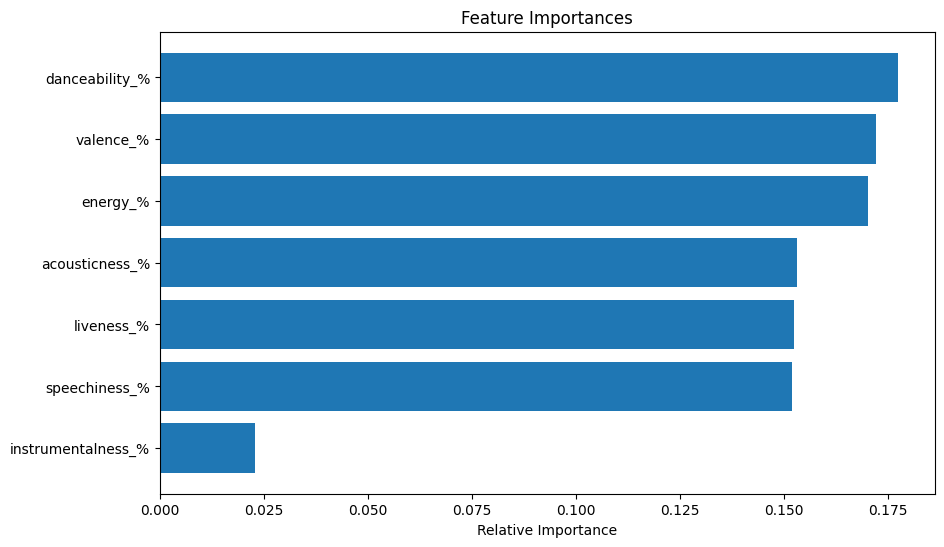 Feature Importances
danceability_%
valence_%
energy_%
acousticness_%
liveness_%
speechiness_%
instrumentalness_%
0.000 0.025 0.050 0.075 0.100 0.125 0.150 0.175
Relative Importance